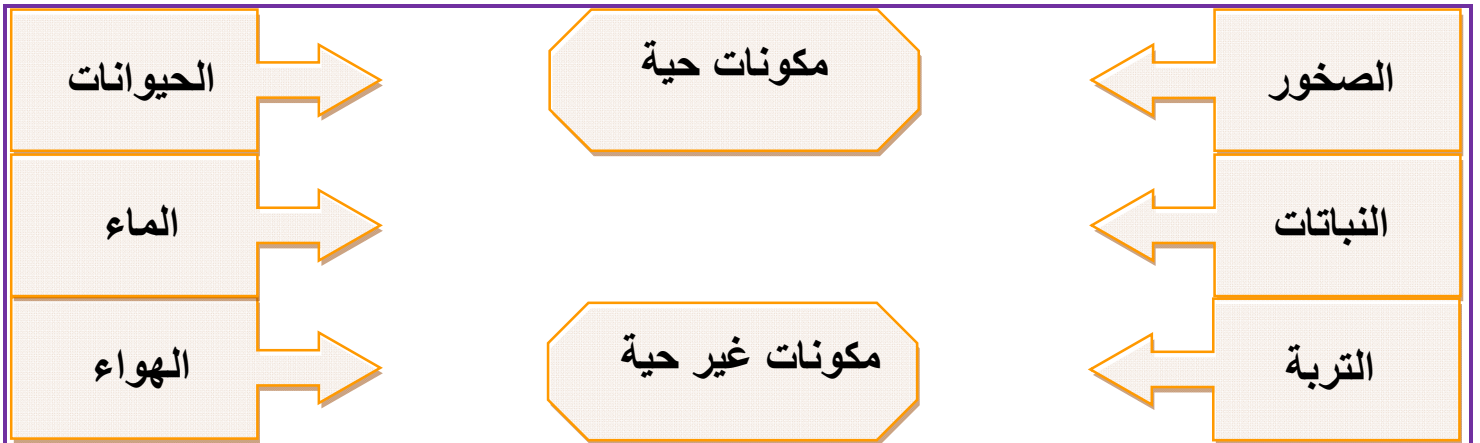 الصخور
مكونات حية
الحيوانات
النباتات
الماء
التربة
مكونات غير حية
الهواء